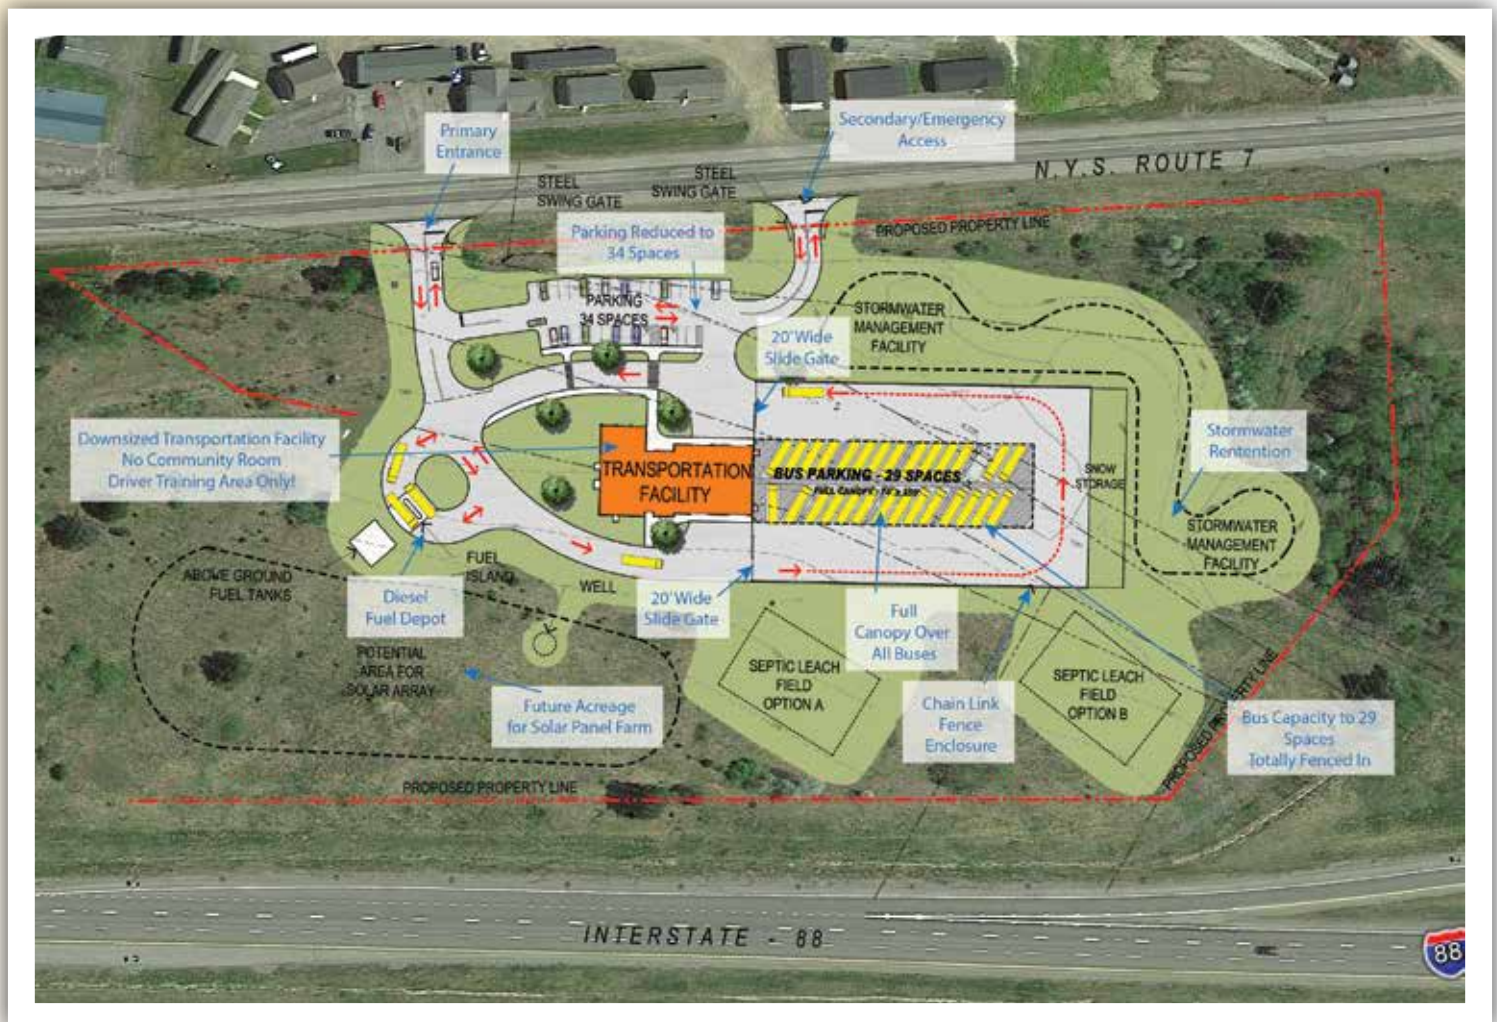 Primary
Entrance
Secondary/Emergency
Access
N.Y.S. ROUTE 7
STEEL
SWING GATE
STEEL
SWING GATE
Parking Reduced to
34 Spaces
PROPOSED PROPERTY LINE
PARKING
34 SPACES
STORMWATER
MANAGEMENT
FACILITY
20' Wide
Slide Gate
Downsized Transportation Facility
No Community Room
Driver Training Area Only!
TRANSPORTATION
FACILITY
BUS PARKING - 29 SPACES
FULL CANOPY
SNOW
STORAGE
Stormwater
Rentention
STORMWATER
MANAGEMENT
FACILITY
ABOVE GROUND
FUEL TANKS
FUEL
ISLAND
WELL
Diesel
Fuel Depot
20' Wide
Slide Gate
Full
Canopy Over
All Buses
POTENTIAL
AREA FOR
SOLAR ARRAY
Future Acreage
for Solar Panel Farm
SEPTIC LEACH
FIELD
OPTION A
Chain Link
Fence
Enclosure
SEPTIC LEACH
FIELD
OPTION B
PROPOSED PROPERTY LINE
Bus Capacity to 29
Spaces
Totally Fenced In
PROPOSED PROPERTY LINE
INTERSTATE - 88
88